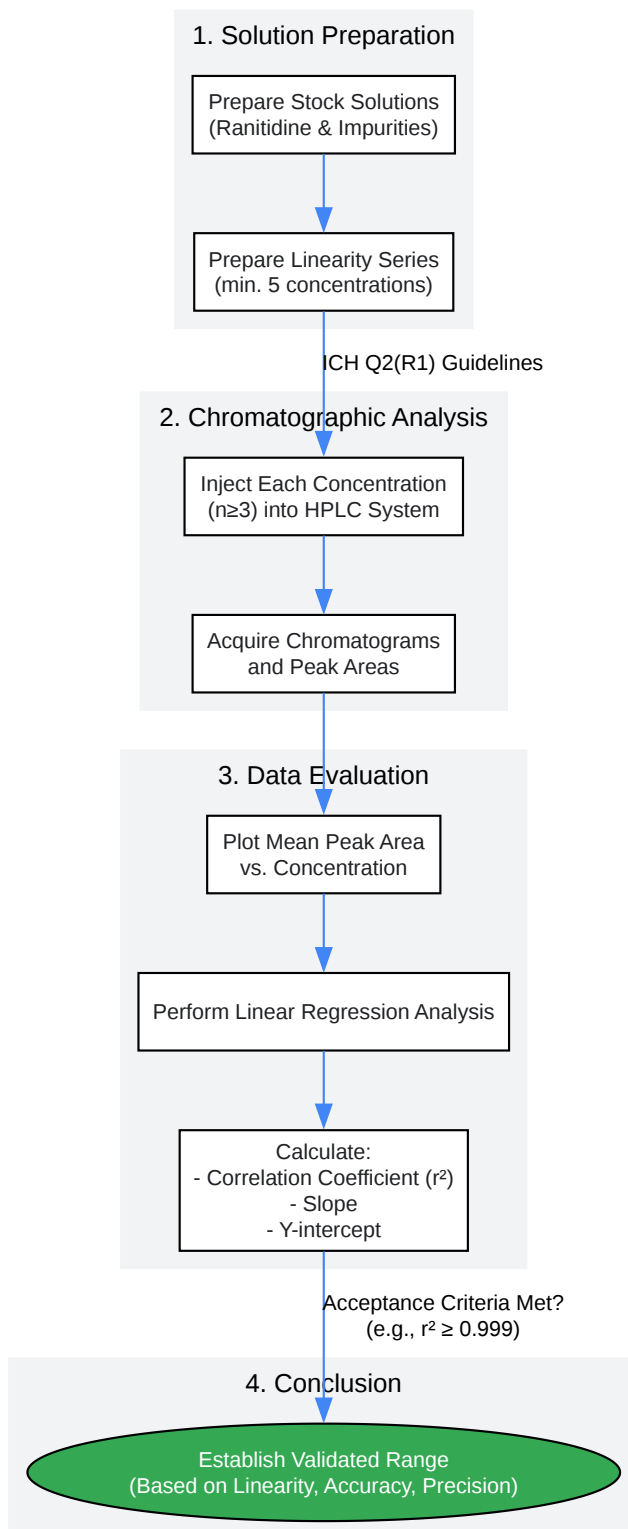 1. Solution Preparation
Prepare Stock Solutions
(Ranitidine & Impurities)
Prepare Linearity Series
(min. 5 concentrations)
ICH Q2(R1) Guidelines
2. Chromatographic Analysis
Inject Each Concentration
(n≥3) into HPLC System
Acquire Chromatograms
and Peak Areas
3. Data Evaluation
Plot Mean Peak Area
vs. Concentration
Perform Linear Regression Analysis
Calculate:
- Correlation Coefficient (r²)
- Slope
- Y-intercept
Acceptance Criteria Met?
(e.g., r² ≥ 0.999)
4. Conclusion
Establish Validated Range
(Based on Linearity, Accuracy, Precision)